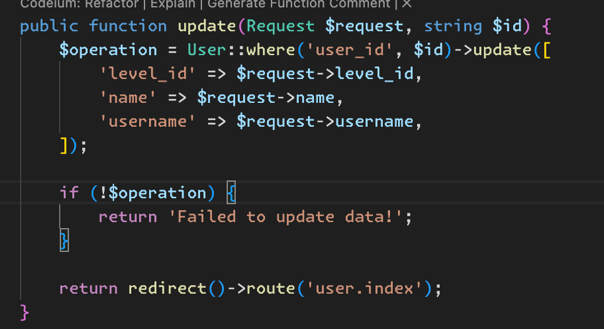 Codeium: Refactor | Explain | Generate Function Comment | ×
public function update(Request $request, string $id) {
    $operation = User::where('user_id', $id)->update([
        'level_id' => $request->level_id,
        'name' => $request->name,
        'username' => $request->username,
    ]);

    if (!$operation) {
        return 'Failed to update data!';
    }

    return redirect()->route('user.index');
}